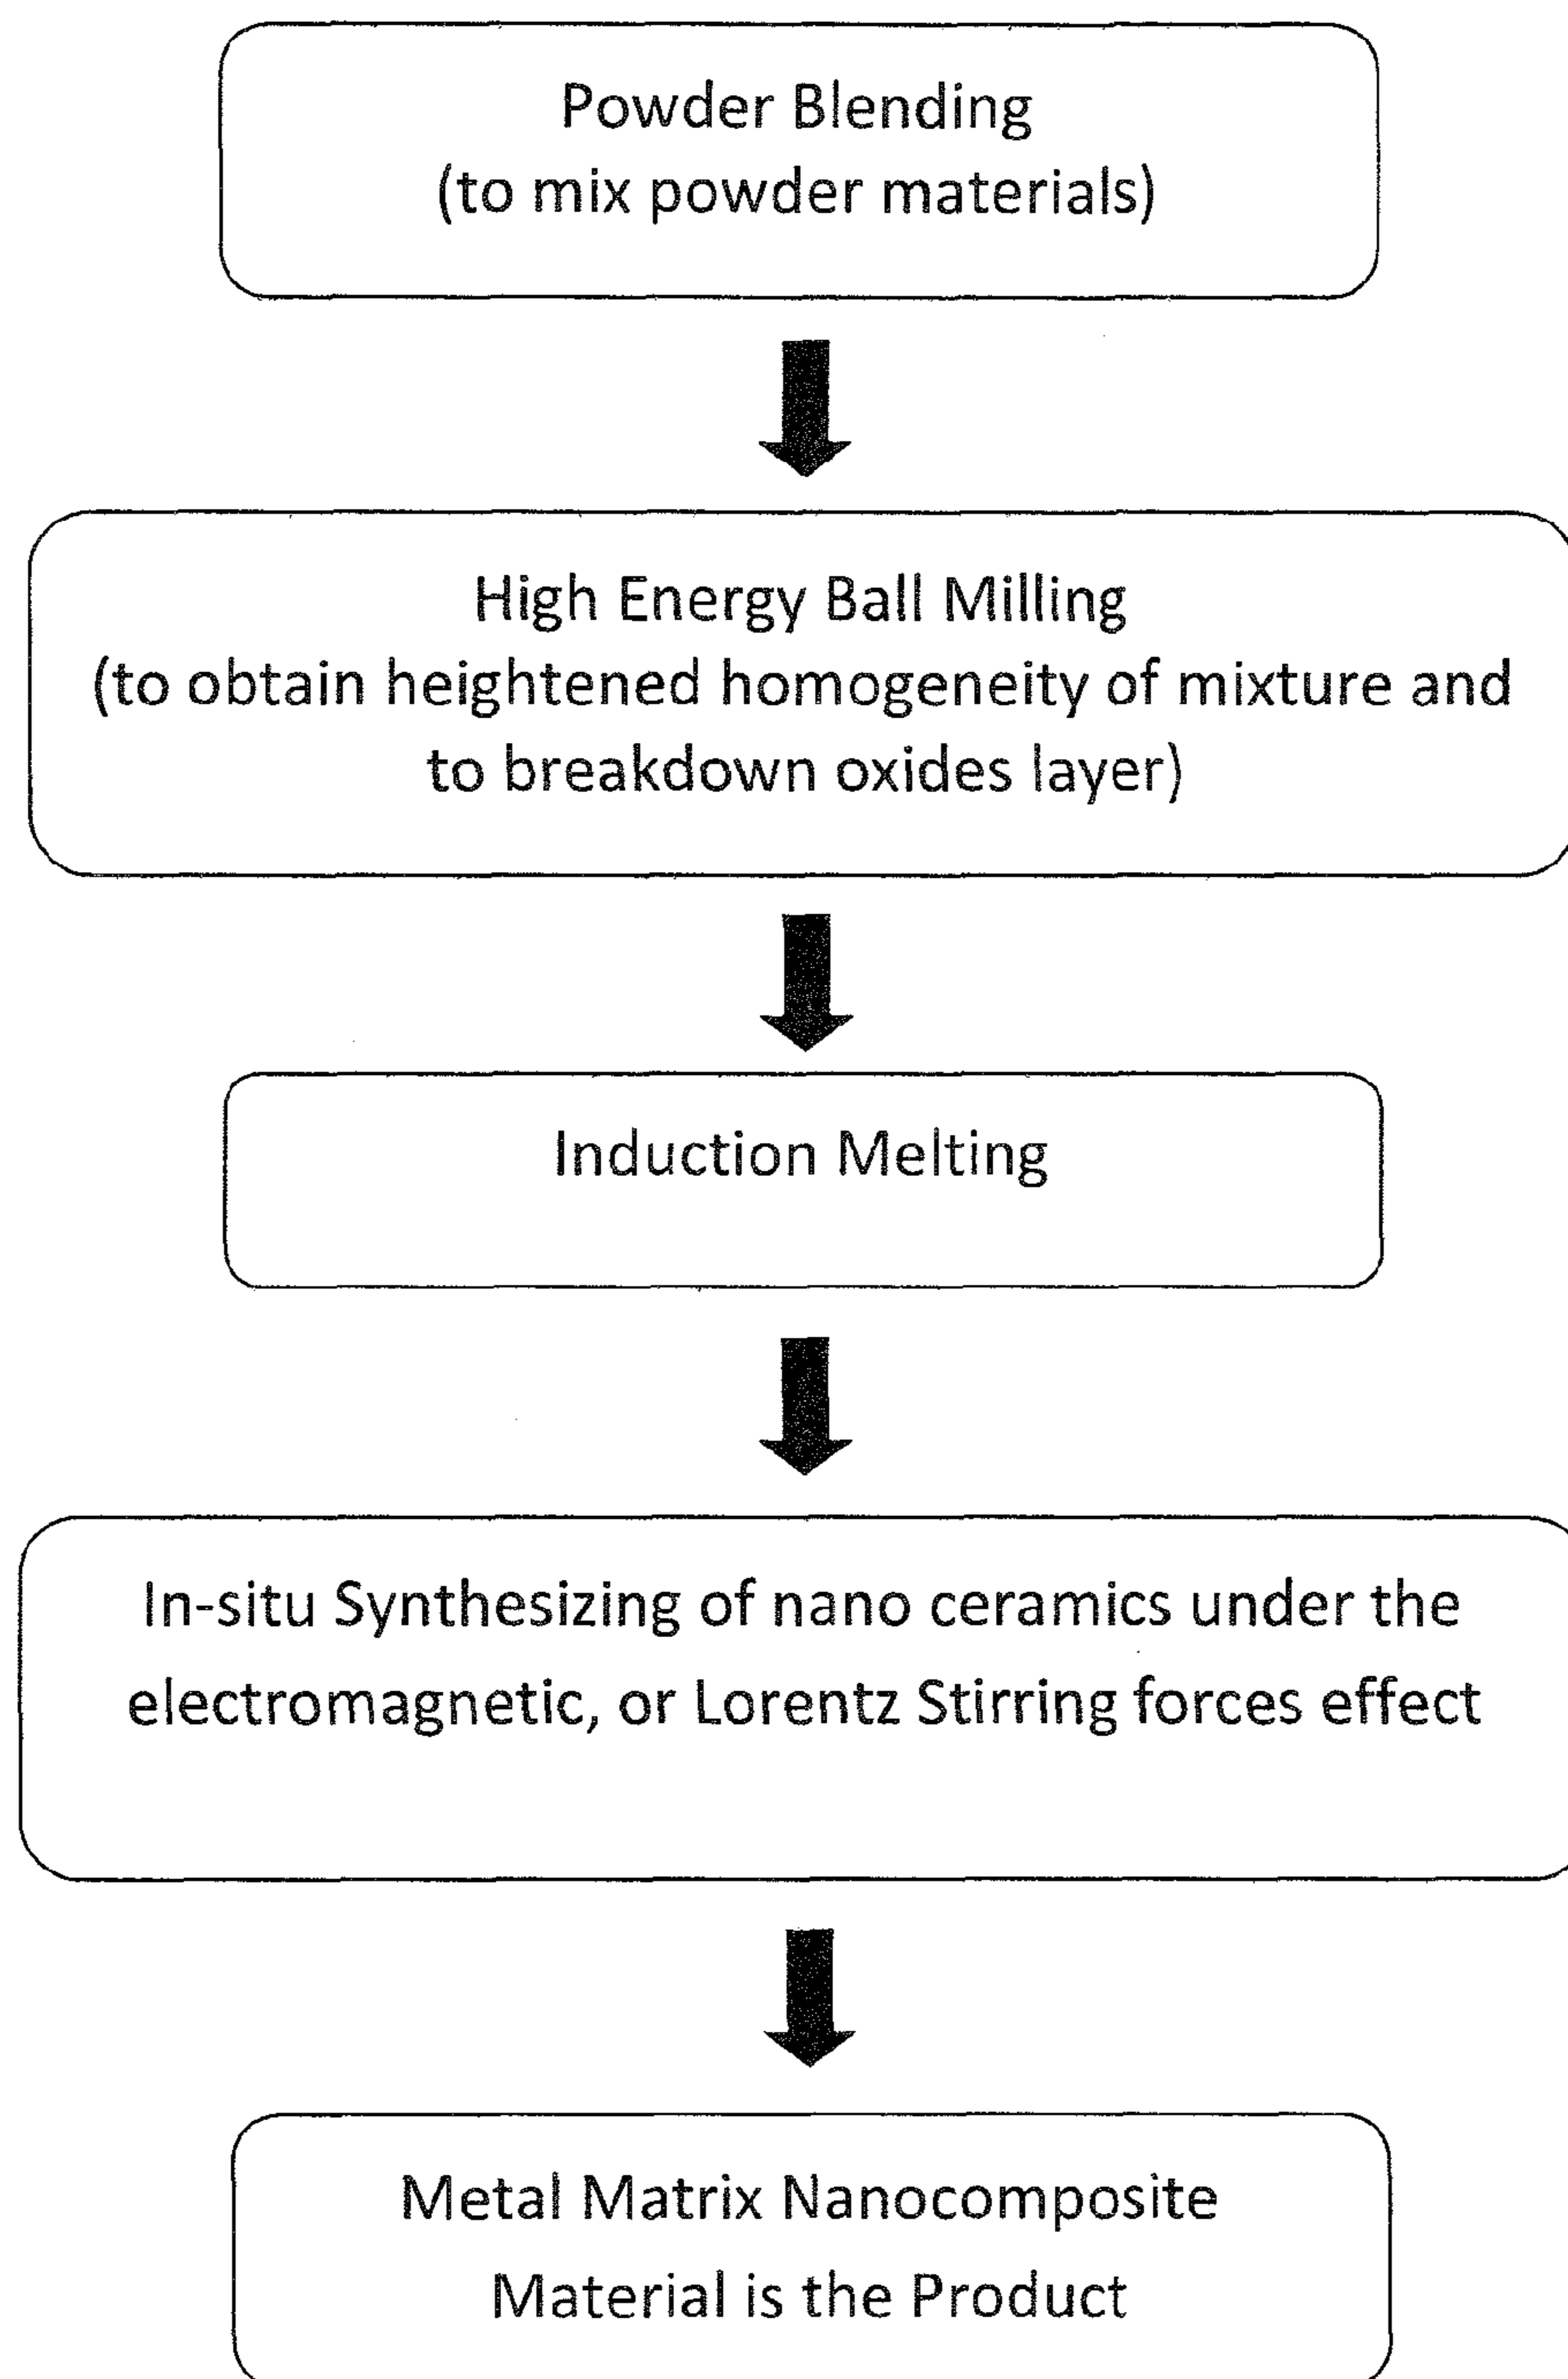 Powder Blending
(to mix powder materials)
High Energy Ball Milling
(to obtain heightened homogeneity of mixture and
to breakdown oxides layer)
Induction Melting
In-situ Synthesizing of nano ceramics under the
electromagnetic, or Lorentz Stirring forces effect
Metal Matrix Nanocomposite
Material is the Product